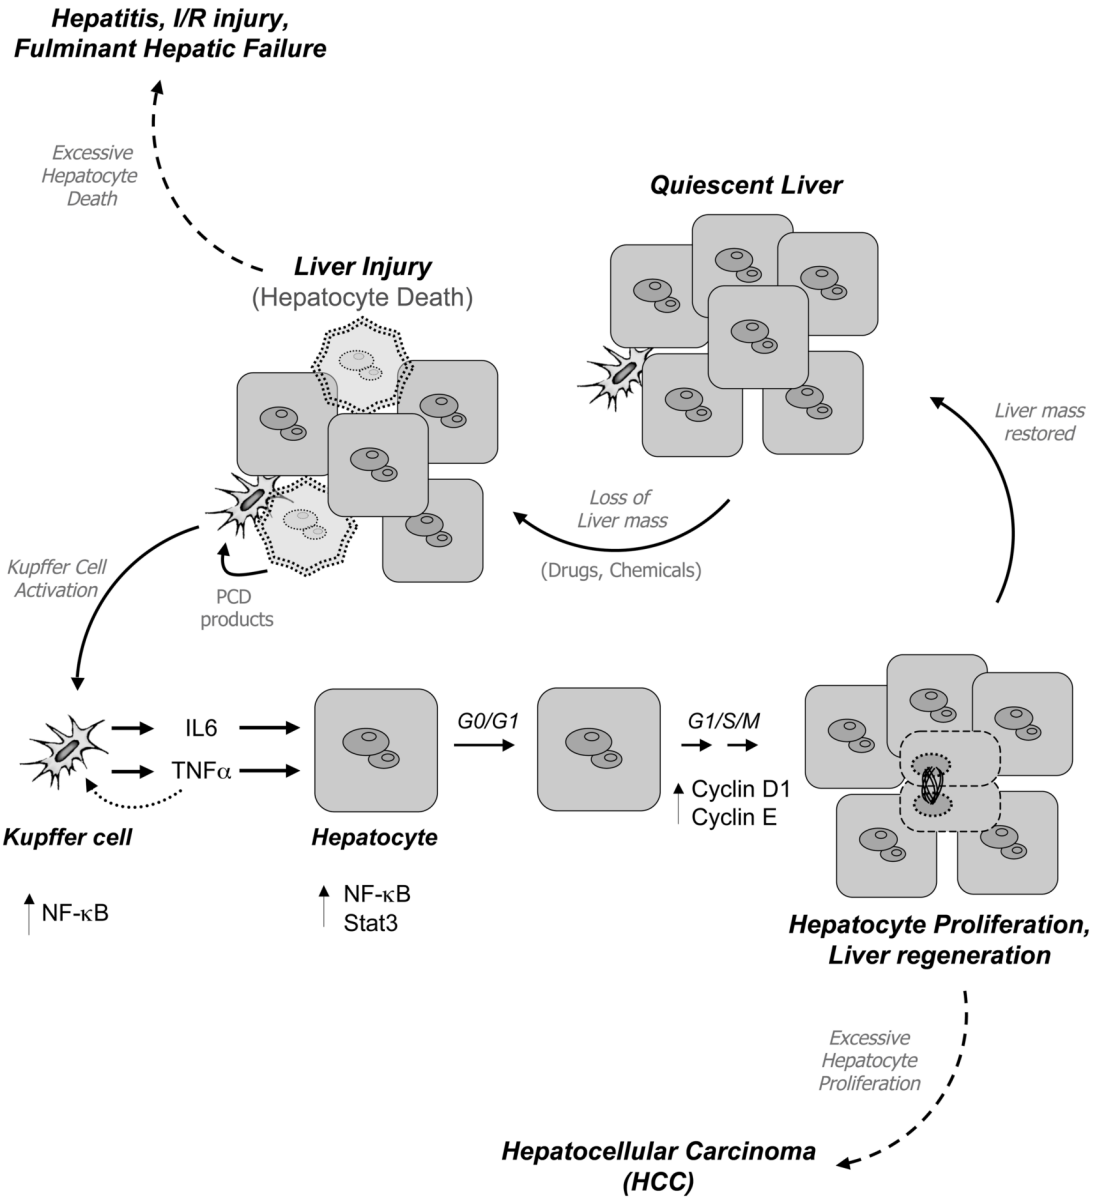 Hepatitis, I/R injury,
Fulminant Hepatic Failure
Excessive
Hepatocyte
Death
Quiescent Liver
Liver Injury
(Hepatocyte Death)
Liver mass
restored
Loss of
Liver mass
(Drugs, Chemicals)
Kupffer Cell
Activation
PCD
products
IL6
TNFα
G0/G1
G1/S/M
Cyclin D1
Cyclin E
Kupffer cell
Hepatocyte
NF-κB
NF-κB
Stat3
Hepatocyte Proliferation,
Liver regeneration
Excessive
Hepatocyte
Proliferation
Hepatocellular Carcinoma
(HCC)